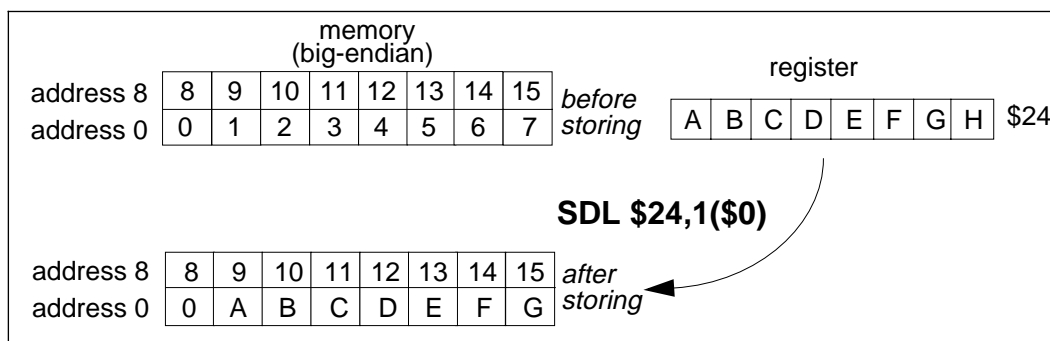 memory
(big-endian)
register
address 8 8 9 10 11 12 13 14 15 before
address 0 0 1 2 3 4 5 6 7 storing
A B C D E F G H $24
SDL $24,1($0)
address 8 8 9 10 11 12 13 14 15 after
address 0 0 A B C D E F G storing